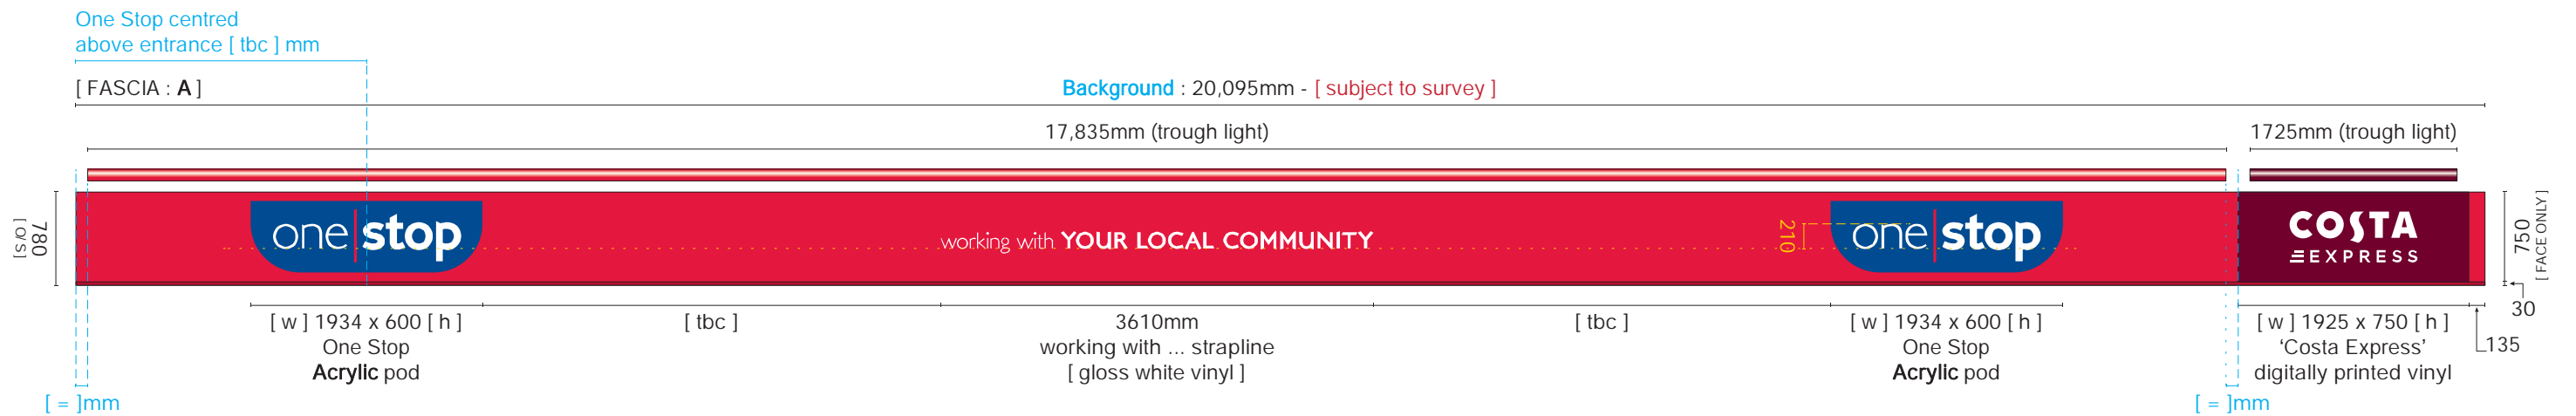 One Stop centred
above entrance [ tbc ] mm
[ FASCIA : A ]
Background : 20,095mm - [ subject to survey ]
17,835mm (trough light)
1725mm (trough light)
780
[ O/S ]
one stop
working with YOUR LOCAL COMMUNITY
210
one stop
COSTA
EXPRESS
750
[ FACE ONLY ]
30
135
[ w ] 1934 x 600 [ h ]
One Stop
Acrylic pod
[ tbc ]
3610mm
working with ... strapline
[ gloss white vinyl ]
[ tbc ]
[ w ] 1934 x 600 [ h ]
One Stop
Acrylic pod
[ w ] 1925 x 750 [ h ]
‘Costa Express’
digitally printed vinyl
[ = ]mm
[ = ]mm